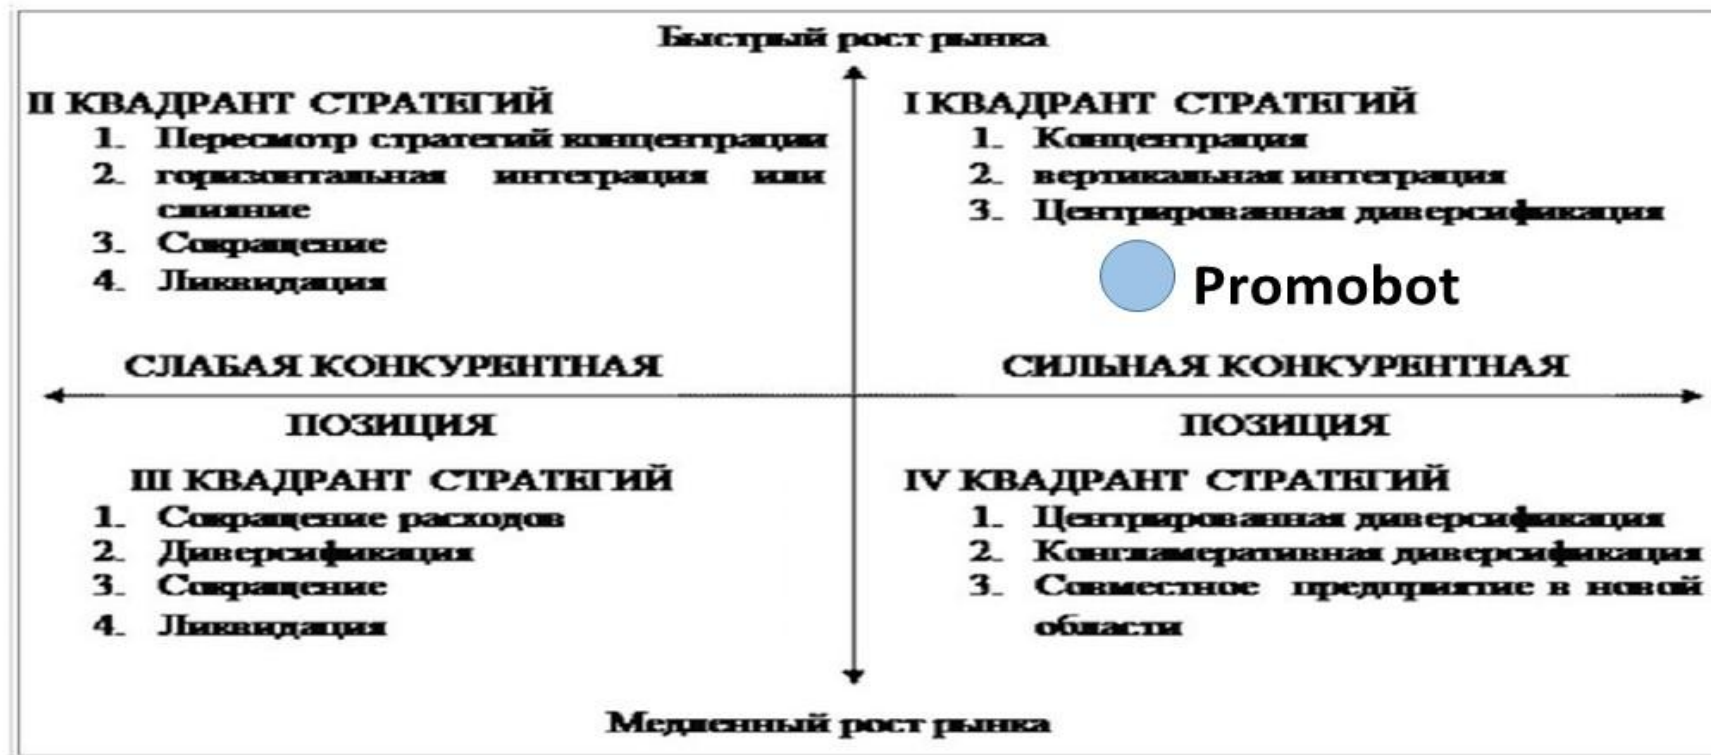 Быстрый рост рынка
II КВАДРАНТ СТРАТЕГИЙ
1. Пересмотр стратегий концентрации
2. горизонтальная интеграция или
слияние
3. Сокращение
4. Ликвидация
I КВАДРАНТ СТРАТЕГИЙ
1. Концентрация
2. вертикальная интеграция
3. Центрированная диверсификация
Promobot
СЛАБАЯ КОНКУРЕНТНАЯ
ПОЗИЦИЯ
СИЛЬНАЯ КОНКУРЕНТНАЯ
ПОЗИЦИЯ
III КВАДРАНТ СТРАТЕГИЙ
1. Сокращение расходов
2. Диверсификация
3. Сокращение
4. Ликвидация
IV КВАДРАНТ СТРАТЕГИЙ
1. Центрированная диверсификация
2. Конгламеративная диверсификация
3. Совместное предприятие в новой
области
Медленный рост рынка